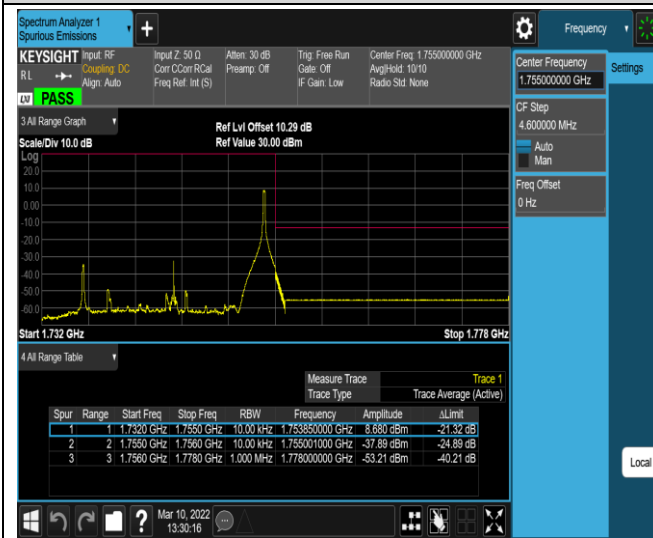 Spectrum Analyzer 1
Spurious Emissions
Frequency
KEYSIGHT
RL
LXI
PASS
Input: RF
Coupling: DC
Align: Auto
Input Z: 50 Ω
Corr CCorr RCal
Freq Ref: Int (S)
Atten: 30 dB
Preamp: Off
Trig: Free Run
Gate: Off
IF Gain: Low
Center Freq: 1.755000000 GHz
Avg|Hold: 10/10
Radio Std: None
Center Frequency
1.755000000 GHz
Settings
CF Step
4.600000 MHz
Auto
Man
Freq Offset
0 Hz
3 All Range Graph
Scale/Div 10.0 dB
Ref Lvl Offset 10.29 dB
Ref Value 30.00 dBm
Log
20.0
10.0
0.00
-10.0
-20.0
-30.0
-40.0
-50.0
-60.0
Start 1.732 GHz
Stop 1.778 GHz
4 All Range Table
Measure Trace Trace 1
Trace Type Trace Average (Active)
Spur Range Start Freq Stop Freq RBW Frequency Amplitude ΔLimit
1 1 1.7320 GHz 1.7550 GHz 10.00 kHz 1.753850000 GHz 8.680 dBm -21.32 dB
2 2 1.7550 GHz 1.7560 GHz 10.00 kHz 1.755001000 GHz -37.89 dBm -24.89 dB
3 3 1.7560 GHz 1.7780 GHz 1.000 MHz 1.778000000 GHz -53.21 dBm -40.21 dB
Local
Mar 10, 2022
13:30:16